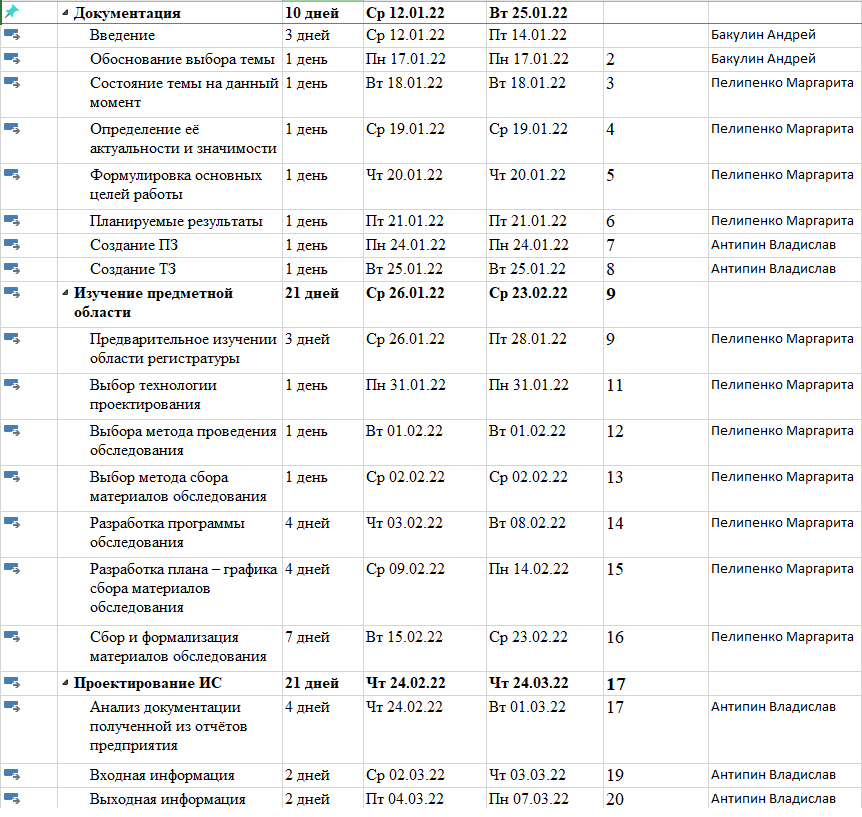 Документация 10 дней Ср 12.01.22 Вт 25.01.22
Введение 3 дней Ср 12.01.22 Пт 14.01.22 Бакулин Андрей
Обоснование выбора темы 1 день Пн 17.01.22 Пн 17.01.22 2 Бакулин Андрей
Состояние темы на данный 1 день Вт 18.01.22 Вт 18.01.22 3 Пелипенко Маргарита
момент
Определение её 1 день Ср 19.01.22 Ср 19.01.22 4 Пелипенко Маргарита
актуальности и значимости
Формулировка основных 1 день Чт 20.01.22 Чт 20.01.22 5 Пелипенко Маргарита
целей работы
Планируемые результаты 1 день Пт 21.01.22 Пт 21.01.22 6 Пелипенко Маргарита
Создание ПЗ 1 день Пн 24.01.22 Пн 24.01.22 7 Антипин Владислав
Создание ТЗ 1 день Вт 25.01.22 Вт 25.01.22 8 Антипин Владислав
Изучение предметной 21 дней Ср 26.01.22 Ср 23.02.22 9
области
Предварительное изучении 3 дней Ср 26.01.22 Пт 28.01.22 9 Пелипенко Маргарита
области регистратуры
Выбор технологии 1 день Пн 31.01.22 Пн 31.01.22 11 Пелипенко Маргарита
проектирования
Выбора метода проведения 1 день Вт 01.02.22 Вт 01.02.22 12 Пелипенко Маргарита
обследования
Выбор метода сбора 1 день Ср 02.02.22 Ср 02.02.22 13 Пелипенко Маргарита
материалов обследования
Разработка программы 4 дней Чт 03.02.22 Вт 08.02.22 14 Пелипенко Маргарита
обследования
Разработка плана – графика 4 дней Ср 09.02.22 Пн 14.02.22 15 Пелипенко Маргарита
сбора материалов
обследования
Сбор и формализация 7 дней Вт 15.02.22 Ср 23.02.22 16 Пелипенко Маргарита
материалов обследования
Проектирование ИС 21 дней Чт 24.02.22 Чт 24.03.22 17
Анализ документации 4 дней Чт 24.02.22 Вт 01.03.22 17 Антипин Владислав
полученной из отчётов
предприятия
Входная информация 2 дней Ср 02.03.22 Чт 03.03.22 19 Антипин Владислав
Выходная информация 2 дней Пт 04.03.22 Пн 07.03.22 20 Антипин Владислав